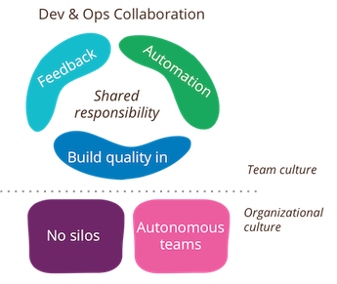 Dev & Ops Collaboration
Feedback
Automation
Shared
responsibility
Build quality in
Team culture
Organizational
culture
No silos
Autonomous
teams